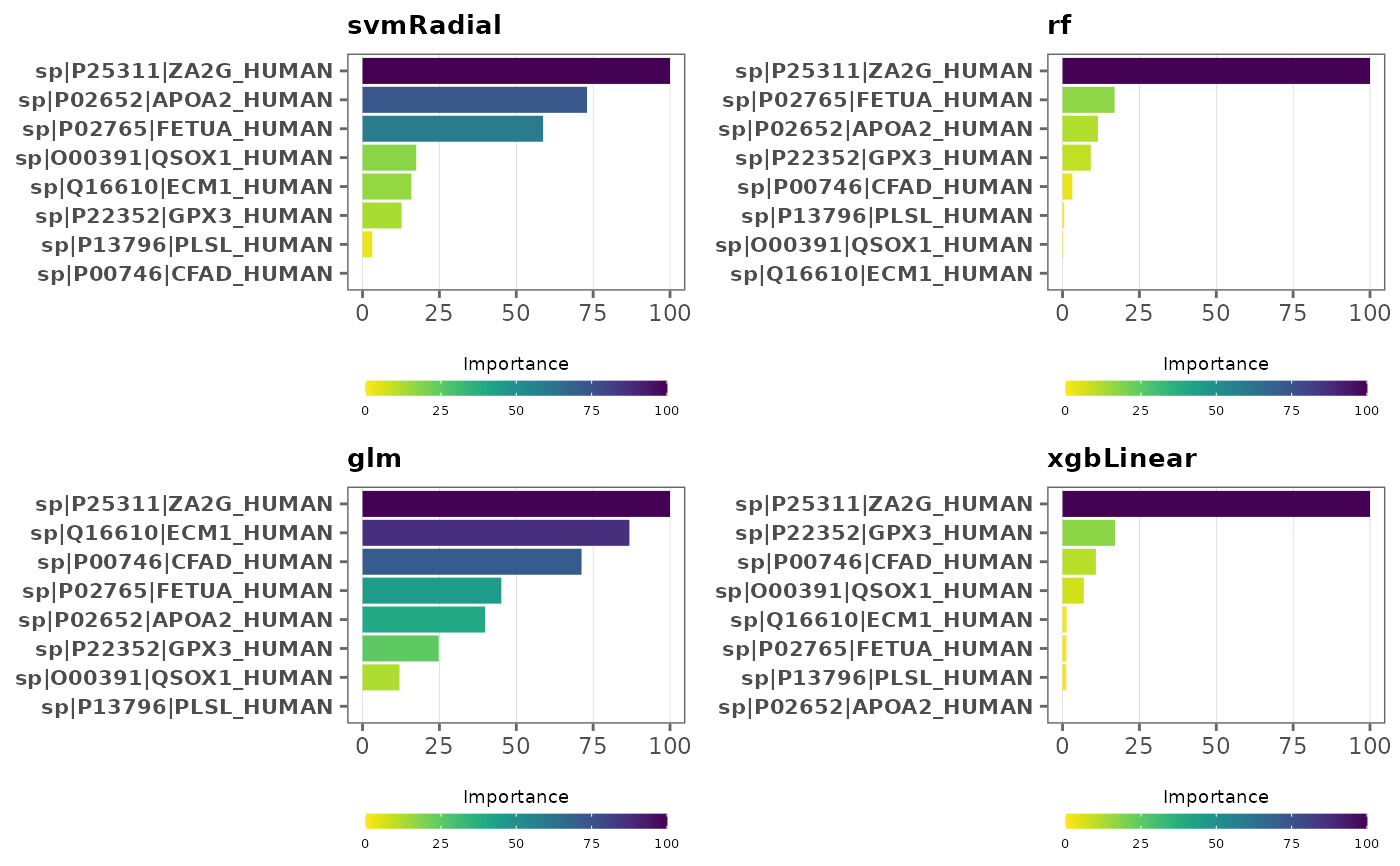 svmRadial
sp|P25311|ZA2G_HUMAN
sp|P02652|APOA2_HUMAN
sp|P02765|FETUA_HUMAN
sp|O00391|QSOX1_HUMAN
sp|Q16610|ECM1_HUMAN
sp|P22352|GPX3_HUMAN
sp|P13796|PLSL_HUMAN
sp|P00746|CFAD_HUMAN
0 25 50 75 100
Importance
0 25 50 75 100
rf
sp|P25311|ZA2G_HUMAN
sp|P02765|FETUA_HUMAN
sp|P02652|APOA2_HUMAN
sp|P22352|GPX3_HUMAN
sp|P00746|CFAD_HUMAN
sp|P13796|PLSL_HUMAN
sp|O00391|QSOX1_HUMAN
sp|Q16610|ECM1_HUMAN
0 25 50 75 100
Importance
0 25 50 75 100
glm
sp|P25311|ZA2G_HUMAN
sp|Q16610|ECM1_HUMAN
sp|P00746|CFAD_HUMAN
sp|P02765|FETUA_HUMAN
sp|P02652|APOA2_HUMAN
sp|P22352|GPX3_HUMAN
sp|O00391|QSOX1_HUMAN
sp|P13796|PLSL_HUMAN
0 25 50 75 100
Importance
0 25 50 75 100
xgbLinear
sp|P25311|ZA2G_HUMAN
sp|P22352|GPX3_HUMAN
sp|P00746|CFAD_HUMAN
sp|O00391|QSOX1_HUMAN
sp|Q16610|ECM1_HUMAN
sp|P02765|FETUA_HUMAN
sp|P13796|PLSL_HUMAN
sp|P02652|APOA2_HUMAN
0 25 50 75 100
Importance
0 25 50 75 100